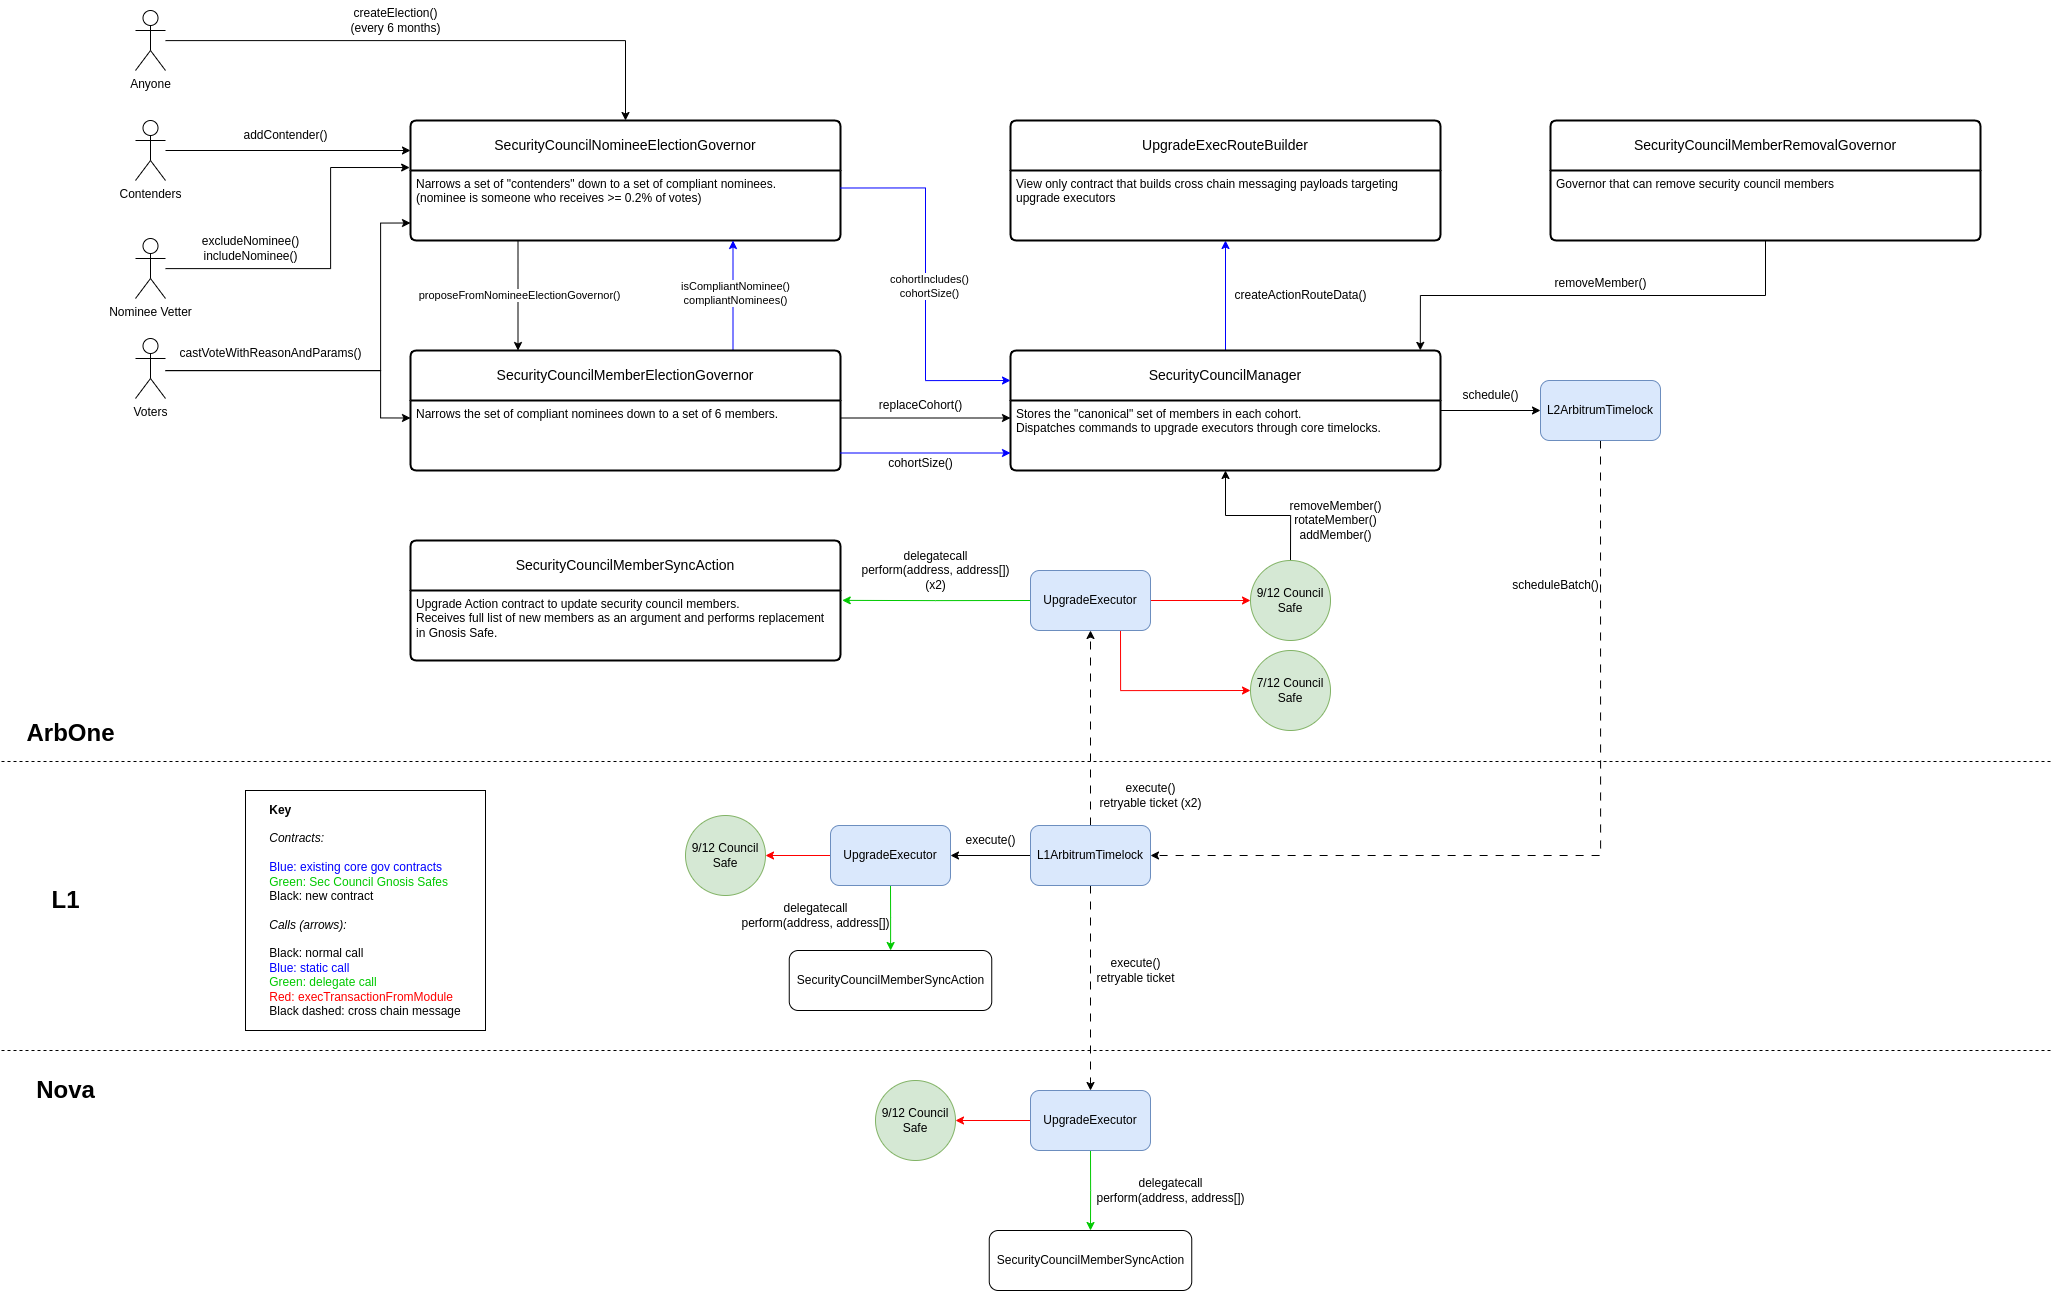 createElection()
(every 6 months)
Anyone
addContender()
Contenders
excludeNominee()
includeNominee()
Nominee Vetter
castVoteWithReasonAndParams()
Voters
SecurityCouncilNomineeElectionGovernor
Narrows a set of "contenders" down to a set of compliant nominees.
(nominee is someone who receives >= 0.2% of votes)
UpgradeExecRouteBuilder
View only contract that builds cross chain messaging payloads targeting
upgrade executors
SecurityCouncilMemberRemovalGovernor
Governor that can remove security council members
proposeFromNomineeElectionGovernor()
isCompliantNominee()
compliantNominees()
cohortIncludes()
cohortSize()
createActionRouteData()
removeMember()
SecurityCouncilMemberElectionGovernor
Narrows the set of compliant nominees down to a set of 6 members.
replaceCohort()
cohortSize()
SecurityCouncilManager
Stores the "canonical" set of members in each cohort.
Dispatches commands to upgrade executors through core timelocks.
schedule()
L2ArbitrumTimelock
removeMember()
rotateMember()
addMember()
SecurityCouncilMemberSyncAction
Upgrade Action contract to update security council members.
Receives full list of new members as an argument and performs replacement
in Gnosis Safe.
delegatecall
perform(address, address[])
(x2)
UpgradeExecutor
9/12 Council
Safe
7/12 Council
Safe
scheduleBatch()
ArbOne
execute()
retryable ticket (x2)
L1
Key
Contracts:
Blue: existing core gov contracts
Green: Sec Council Gnosis Safes
Black: new contract
Calls (arrows):
Black: normal call
Blue: static call
Green: delegate call
Red: execTransactionFromModule
Black dashed: cross chain message
9/12 Council
Safe
UpgradeExecutor
execute()
L1ArbitrumTimelock
delegatecall
perform(address, address[])
SecurityCouncilMemberSyncAction
execute()
retryable ticket
Nova
9/12 Council
Safe
UpgradeExecutor
delegatecall
perform(address, address[])
SecurityCouncilMemberSyncAction